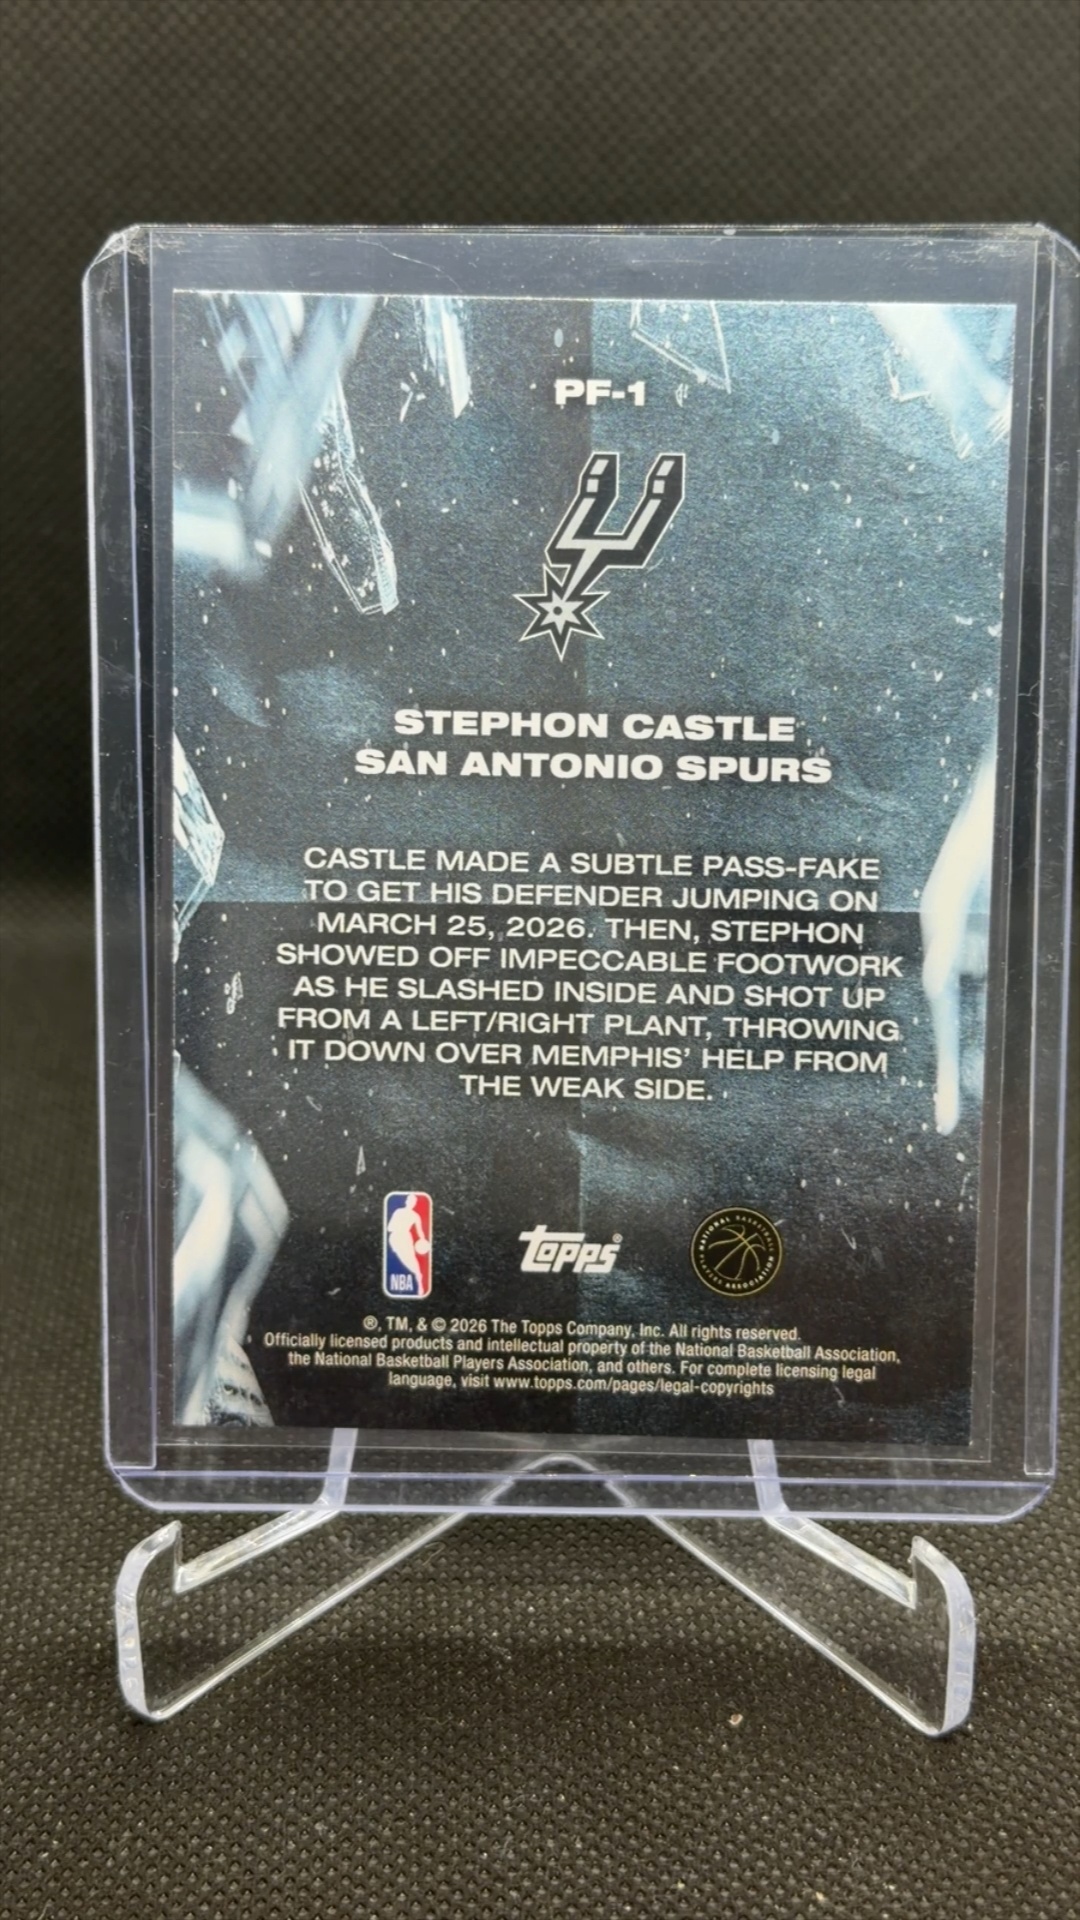 PF-1
STEPHON CASTLE
SAN ANTONIO SPURS
CASTLE MADE A SUBTLE PASS-FAKE
TO GET HIS DEFENDER JUMPING ON
MARCH 25, 2026. THEN, STEPHON
SHOWED OFF IMPECCABLE FOOTWORK
AS HE SLASHED INSIDE AND SHOT UP
FROM A LEFT/RIGHT PLANT, THROWING
IT DOWN OVER MEMPHIS' HELP FROM
THE WEAK SIDE.
NBA
topps®
NATIONAL BASKETBALL PLAYERS ASSOCIATION
®, TM, & © 2026 The Topps Company, Inc. All rights reserved.
Officially licensed products and intellectual property of the National Basketball Association,
the National Basketball Players Association, and others. For complete licensing legal
language, visit www.topps.com/pages/legal-copyrights